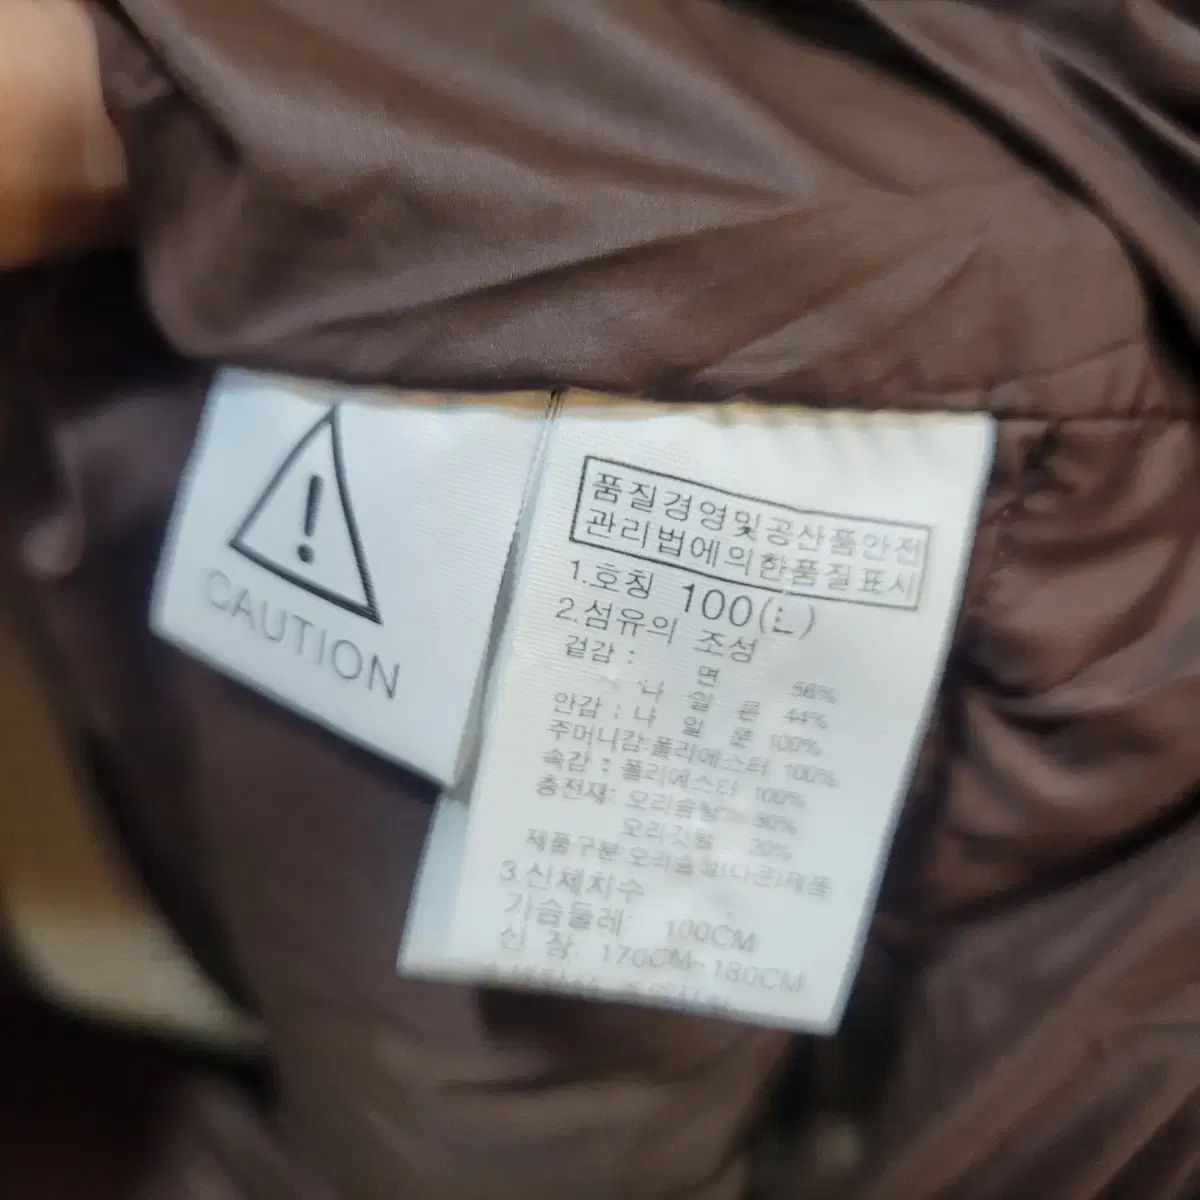 CAUTION
품질경영및공산품안전
관리법에의한품질표시
1.호칭 100(L)
2.섬유의 조성
겉감 : 면 56%
나 일 론 44%
안감 : 나 일 론 100%
주머니감:폴리에스터 100%
속감 : 폴리에스터 100%
충전재: 오리솜털 80%
오리깃털 20%
제품구분 오리솜털(다운)제품
3.신체치수
가슴둘레: 100CM
신 장: 170CM~180CM